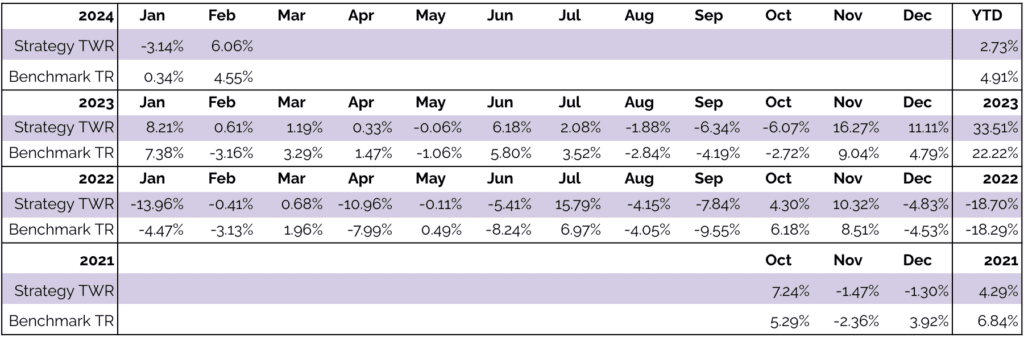 2024 Jan Feb Mar Apr May Jun Jul Aug Sep Oct Nov Dec YTD
Strategy TWR -3.14% 6.06% 2.73%
Benchmark TR 0.34% 4.55% 4.91%
2023 Jan Feb Mar Apr May Jun Jul Aug Sep Oct Nov Dec 2023
Strategy TWR 8.21% 0.61% 1.19% 0.33% -0.06% 6.18% 2.08% -1.88% -6.34% -6.07% 16.27% 11.11% 33.51%
Benchmark TR 7.38% -3.16% 3.29% 1.47% -1.06% 5.80% 3.52% -2.84% -4.19% -2.72% 9.04% 4.79% 22.22%
2022 Jan Feb Mar Apr May Jun Jul Aug Sep Oct Nov Dec 2022
Strategy TWR -13.96% -0.41% 0.68% -10.96% -0.11% -5.41% 15.79% -4.15% -7.84% 4.30% 10.32% -4.83% -18.70%
Benchmark TR -4.47% -3.13% 1.96% -7.99% 0.49% -8.24% 6.97% -4.05% -9.55% 6.18% 8.51% -4.53% -18.29%
2021 Oct Nov Dec 2021
Strategy TWR 7.24% -1.47% -1.30% 4.29%
Benchmark TR 5.29% -2.36% 3.92% 6.84%